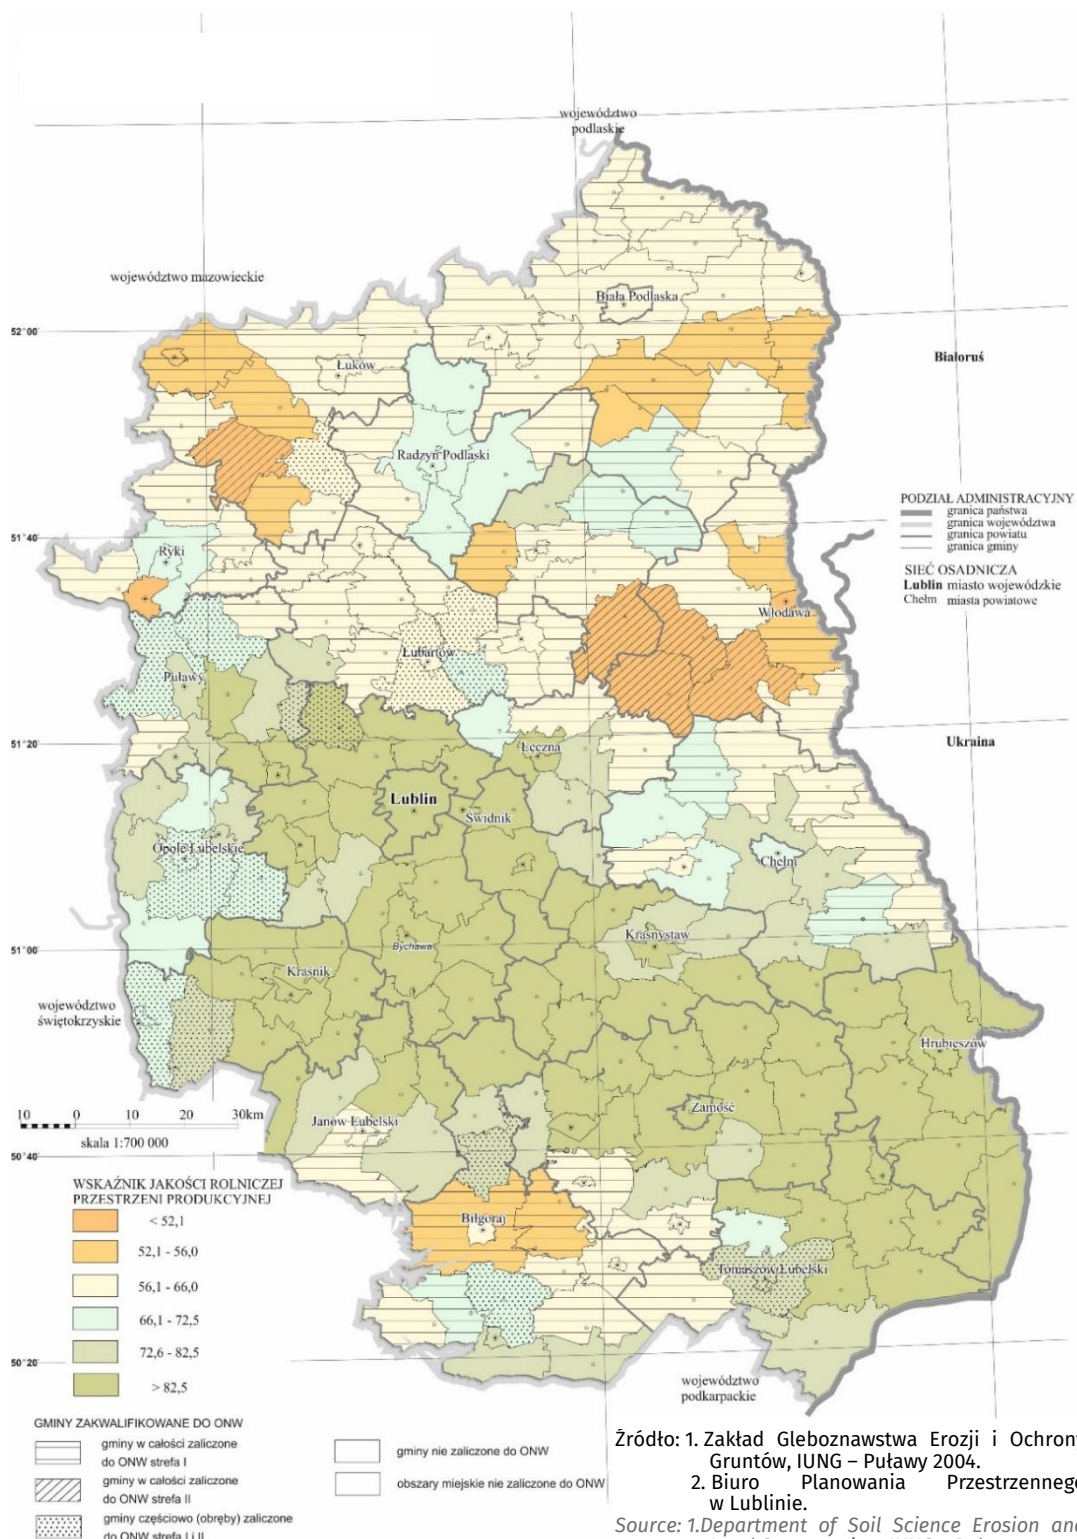 województwo
podlaskie
województwo mazowieckie
Biała Podlaska
52°00'
Białoruś
Łuków
Radzyń Podlaski
PODZIAŁ ADMINISTRACYJNY
granica państwa
granica województwa
granica powiatu
granica gminy
51°40'
Ryki
SIEĆ OSADNICZA
Lublin miasto wojewódzkie
Chełm miasta powiatowe
Włodawa
Lubartów
Puławy
51°20'
Łęczna
Ukraina
Lublin
Świdnik
Opole Lubelskie
Chełm
Krasnystaw
51°00'
Bychawa
Kraśnik
województwo
świętokrzyskie
Hrubieszów
10 0 10 20 30km
skala 1:700 000
Janów Lubelski
Zamość
50°40'
WSKAŹNIK JAKOŚCI ROLNICZEJ
PRZESTRZENI PRODUKCYJNEJ
< 52,1
52,1 - 56,0
56,1 - 66,0
66,1 - 72,5
72,6 - 82,5
> 82,5
Biłgoraj
Tomaszów Lubelski
50°20'
województwo
podkarpackie
GMINY ZAKWALIFIKOWANE DO ONW
gminy w całości zaliczone
do ONW strefa I
gminy w całości zaliczone
do ONW strefa II
gminy częściowo (obręby) zaliczone
do ONW strefa I i II
gminy nie zaliczone do ONW
obszary miejskie nie zaliczone do ONW
Źródło: 1. Zakład Gleboznawstwa Erozji i Ochrony
Gruntów, IUNG – Puławy 2004.
2. Biuro Planowania Przestrzennego
w Lublinie.
Source: 1.Department of Soil Science Erosion and